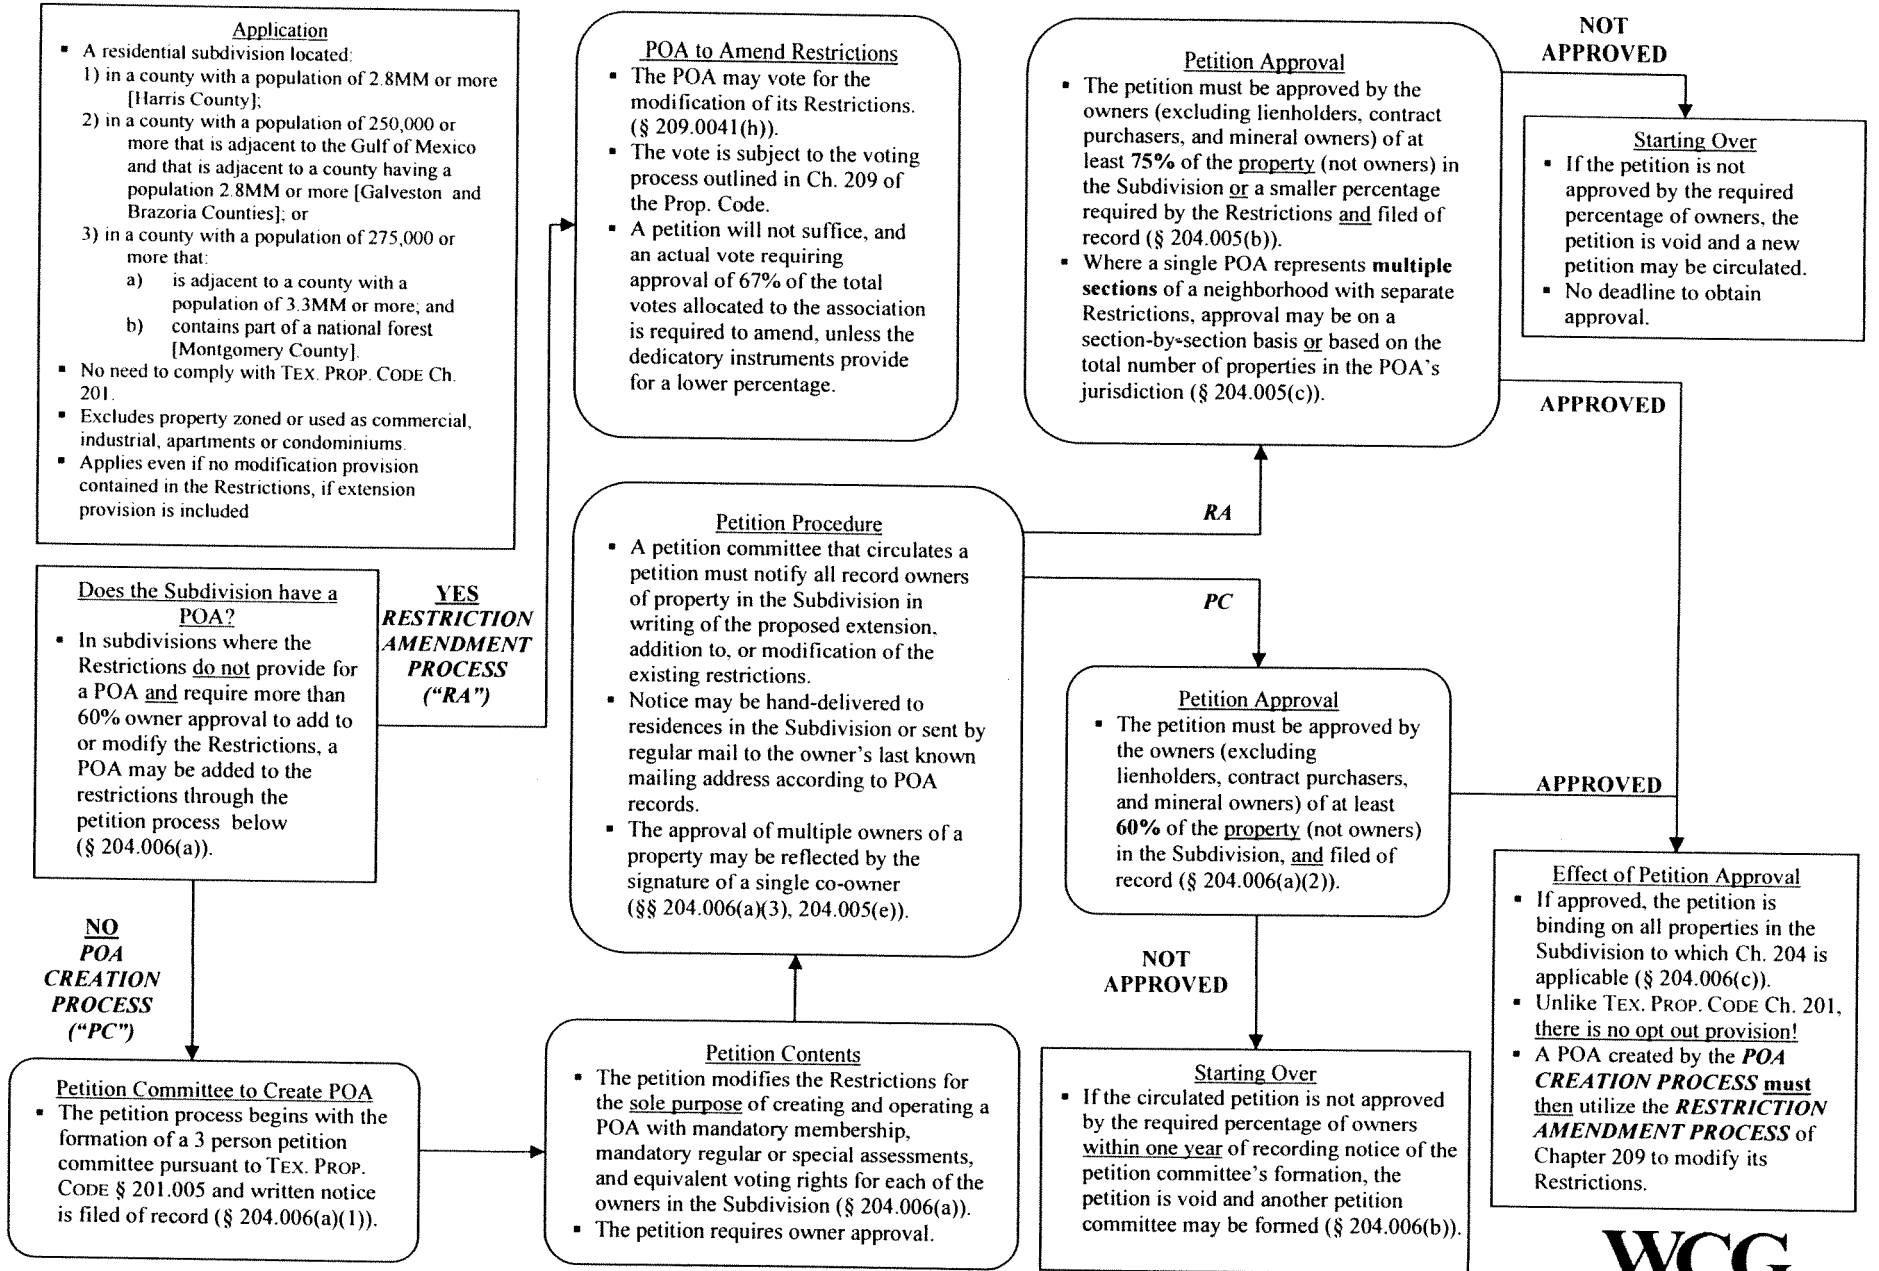 Application
▪ A residential subdivision located:
1) in a county with a population of 2.8MM or more
[Harris County];
2) in a county with a population of 250,000 or
more that is adjacent to the Gulf of Mexico
and that is adjacent to a county having a
population 2.8MM or more [Galveston and
Brazoria Counties]; or
3) in a county with a population of 275,000 or
more that:
a) is adjacent to a county with a
population of 3.3MM or more; and
b) contains part of a national forest
[Montgomery County].
▪ No need to comply with TEX. PROP. CODE Ch.
201.
▪ Excludes property zoned or used as commercial,
industrial, apartments or condominiums.
▪ Applies even if no modification provision
contained in the Restrictions, if extension
provision is included
Does the Subdivision have a
POA?
▪ In subdivisions where the
Restrictions do not provide for
a POA and require more than
60% owner approval to add to
or modify the Restrictions, a
POA may be added to the
restrictions through the
petition process below
(§ 204.006(a)).
YES
RESTRICTION
AMENDMENT
PROCESS
("RA")
NO
POA
CREATION
PROCESS
("PC")
Petition Committee to Create POA
▪ The petition process begins with the
formation of a 3 person petition
committee pursuant to TEX. PROP.
CODE § 201.005 and written notice
is filed of record (§ 204.006(a)(1)).
POA to Amend Restrictions
▪ The POA may vote for the
modification of its Restrictions.
(§ 209.0041(h)).
▪ The vote is subject to the voting
process outlined in Ch. 209 of
the Prop. Code.
▪ A petition will not suffice, and
an actual vote requiring
approval of 67% of the total
votes allocated to the association
is required to amend, unless the
dedicatory instruments provide
for a lower percentage.
Petition Procedure
▪ A petition committee that circulates a
petition must notify all record owners
of property in the Subdivision in
writing of the proposed extension,
addition to, or modification of the
existing restrictions.
▪ Notice may be hand-delivered to
residences in the Subdivision or sent by
regular mail to the owner's last known
mailing address according to POA
records.
▪ The approval of multiple owners of a
property may be reflected by the
signature of a single co-owner
(§§ 204.006(a)(3), 204.005(e)).
Petition Contents
▪ The petition modifies the Restrictions for
the sole purpose of creating and operating a
POA with mandatory membership,
mandatory regular or special assessments,
and equivalent voting rights for each of the
owners in the Subdivision (§ 204.006(a)).
▪ The petition requires owner approval.
Petition Approval
▪ The petition must be approved by the
owners (excluding lienholders, contract
purchasers, and mineral owners) of at
least 75% of the property (not owners) in
the Subdivision or a smaller percentage
required by the Restrictions and filed of
record (§ 204.005(b)).
▪ Where a single POA represents multiple
sections of a neighborhood with separate
Restrictions, approval may be on a
section-by-section basis or based on the
total number of properties in the POA's
jurisdiction (§ 204.005(c)).
RA
PC
Petition Approval
▪ The petition must be approved by
the owners (excluding
lienholders, contract purchasers,
and mineral owners) of at least
60% of the property (not owners)
in the Subdivision, and filed of
record (§ 204.006(a)(2)).
NOT
APPROVED
Starting Over
▪ If the circulated petition is not approved
by the required percentage of owners
within one year of recording notice of the
petition committee's formation, the
petition is void and another petition
committee may be formed (§ 204.006(b)).
NOT
APPROVED
Starting Over
▪ If the petition is not
approved by the required
percentage of owners, the
petition is void and a new
petition may be circulated.
▪ No deadline to obtain
approval.
APPROVED
APPROVED
Effect of Petition Approval
▪ If approved, the petition is
binding on all properties in the
Subdivision to which Ch. 204 is
applicable (§ 204.006(c)).
▪ Unlike TEX. PROP. CODE Ch. 201,
there is no opt out provision!
▪ A POA created by the POA
CREATION PROCESS must
then utilize the RESTRICTION
AMENDMENT PROCESS of
Chapter 209 to modify its
Restrictions.
WCG